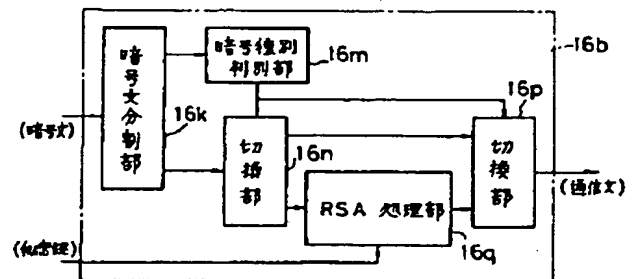 暗号文分割部
16k
暗号種別
判別部
16m
16b
切換部
16n
16p
切換部
RSA 処理部
16q
(暗号文)
(通信文)
(秘密鍵)